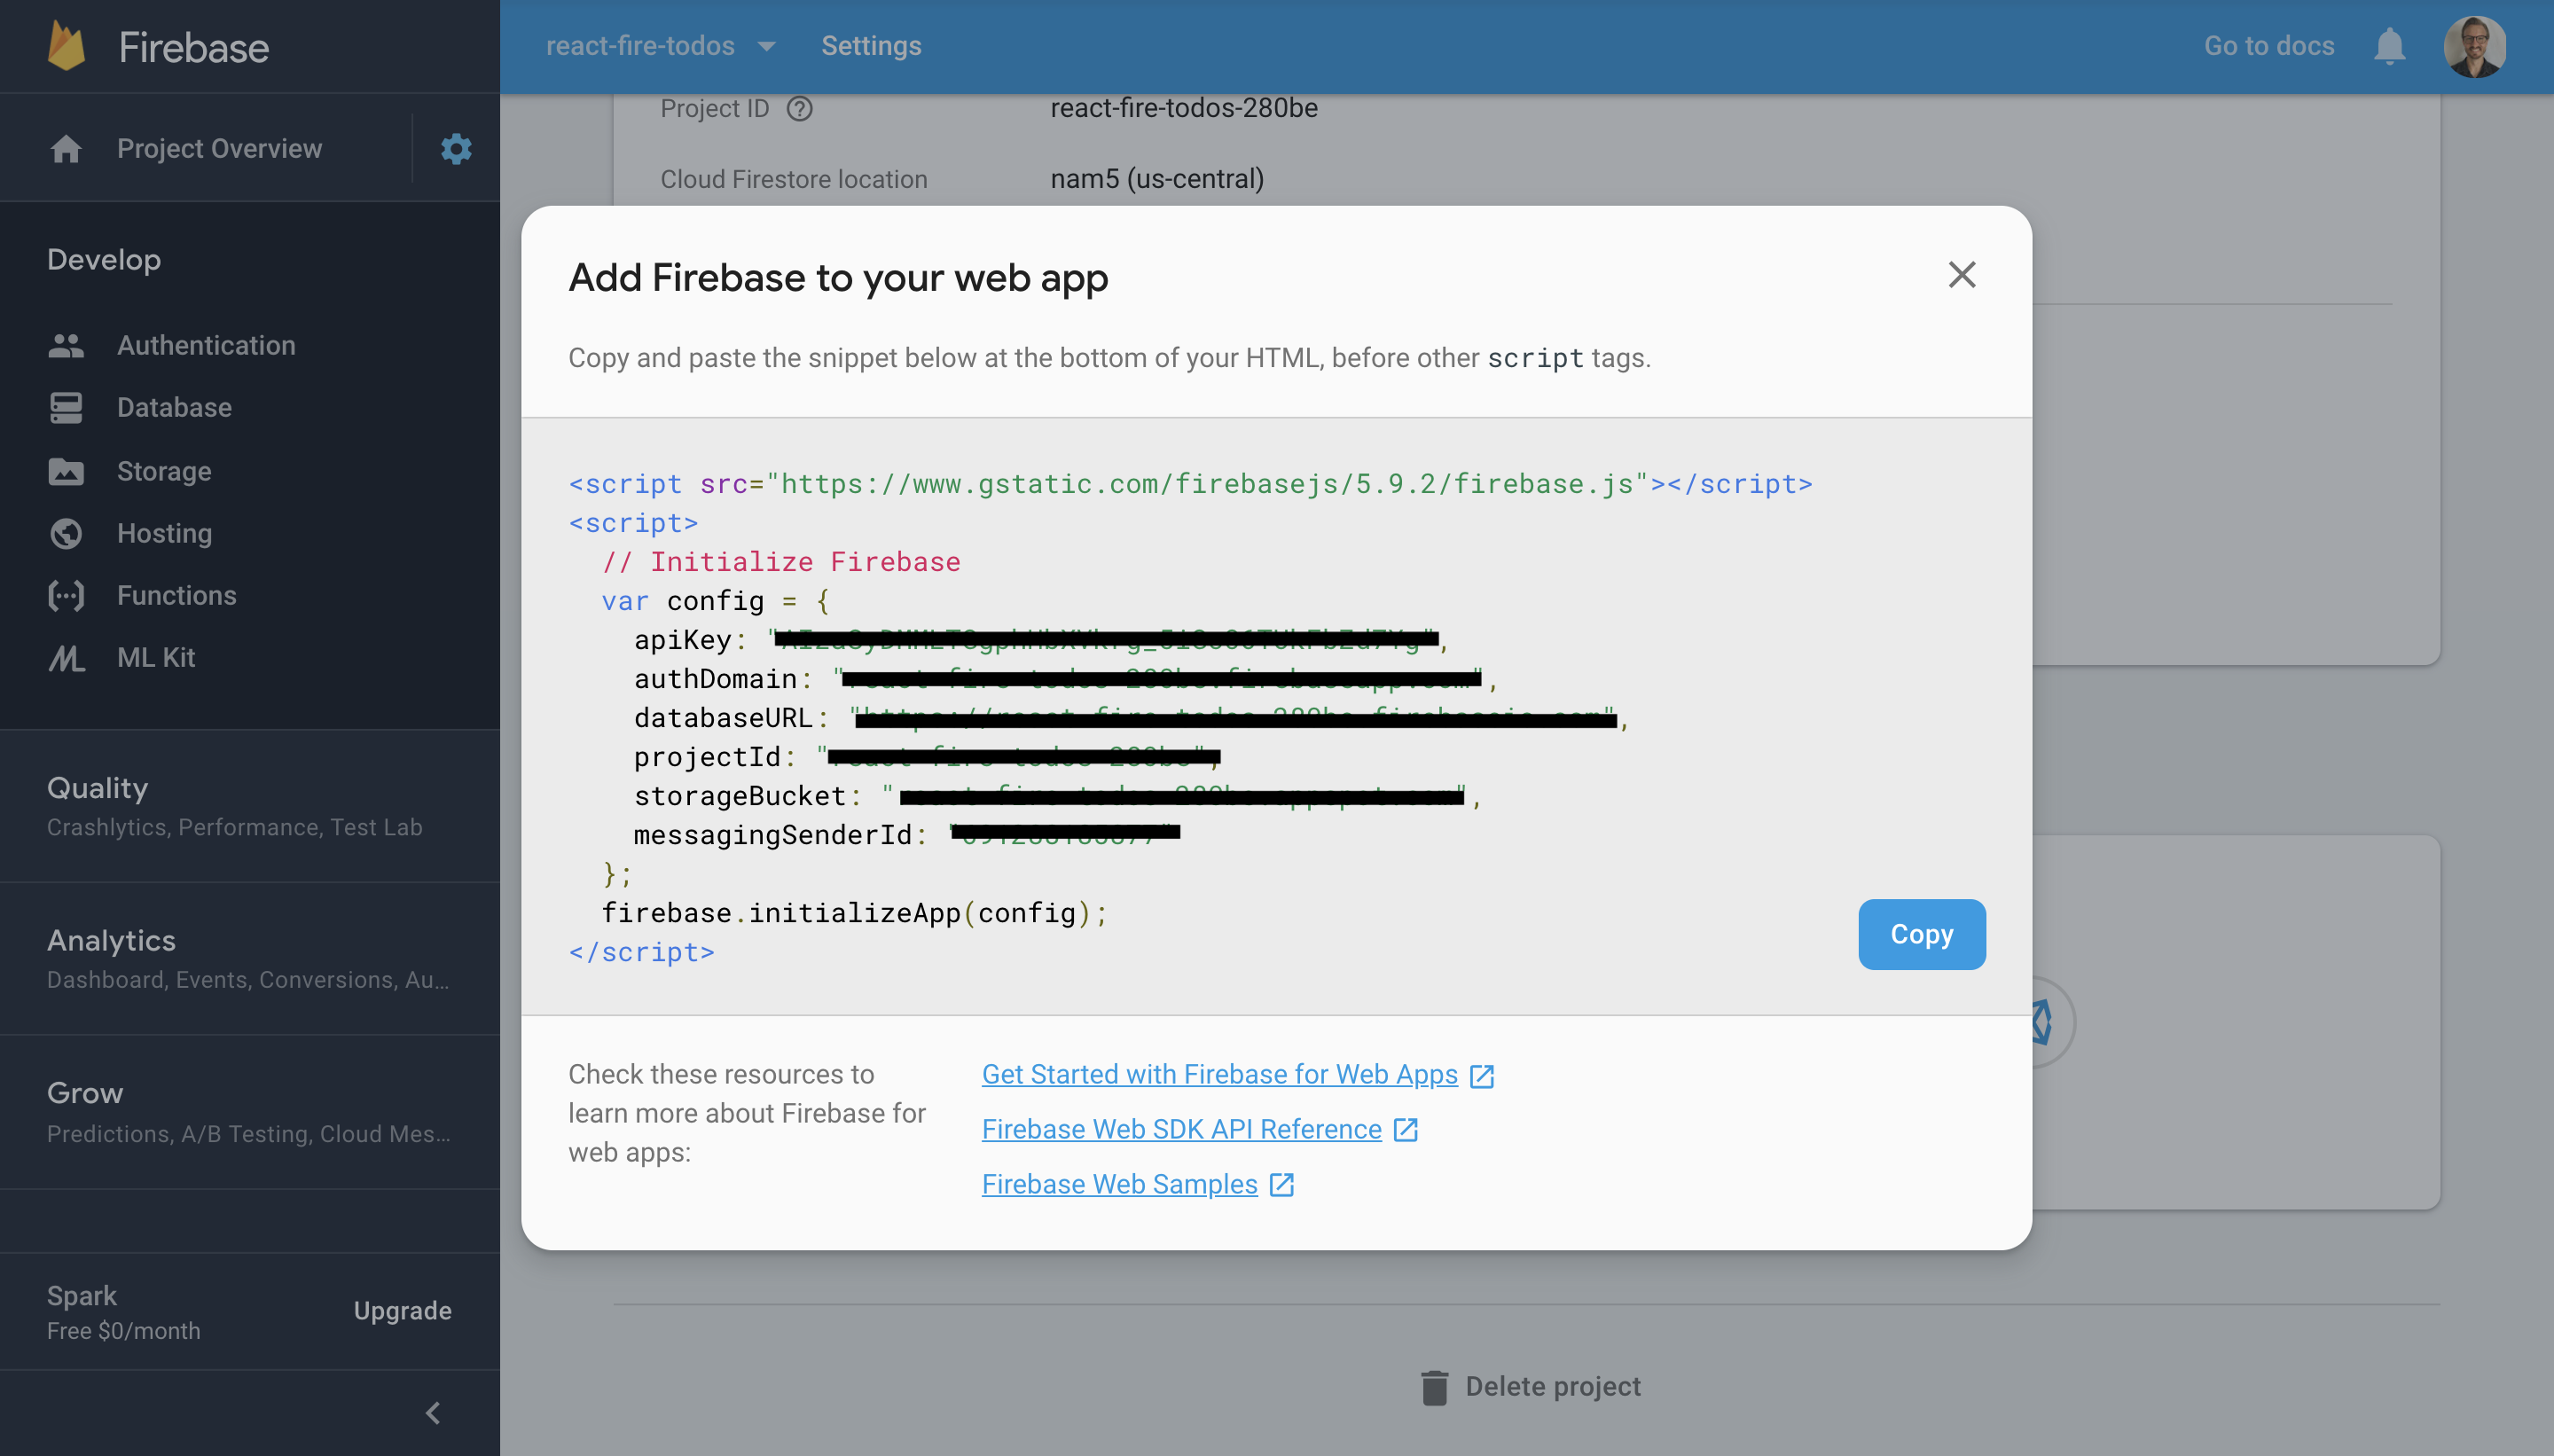 Firebase
react-fire-todos
Settings
Go to docs
Project Overview
Project ID
react-fire-todos-280be
Cloud Firestore location
nam5 (us-central)
Develop
Authentication
Database
Storage
Hosting
Functions
ML Kit
Quality
Crashlytics, Performance, Test Lab
Analytics
Dashboard, Events, Conversions, Au...
Grow
Predictions, A/B Testing, Cloud Mes...
Spark
Free $0/month
Upgrade
Add Firebase to your web app
Copy and paste the snippet below at the bottom of your HTML, before other script tags.
<script src="https://www.gstatic.com/firebasejs/5.9.2/firebase.js"></script>
<script>
// Initialize Firebase
var config = {
apiKey: "
authDomain: "
databaseURL: "
projectId: "
storageBucket: "
messagingSenderId: "
};
firebase.initializeApp(config);
</script>
Copy
Check these resources to
learn more about Firebase for
web apps:
Get Started with Firebase for Web Apps
Firebase Web SDK API Reference
Firebase Web Samples
Delete project